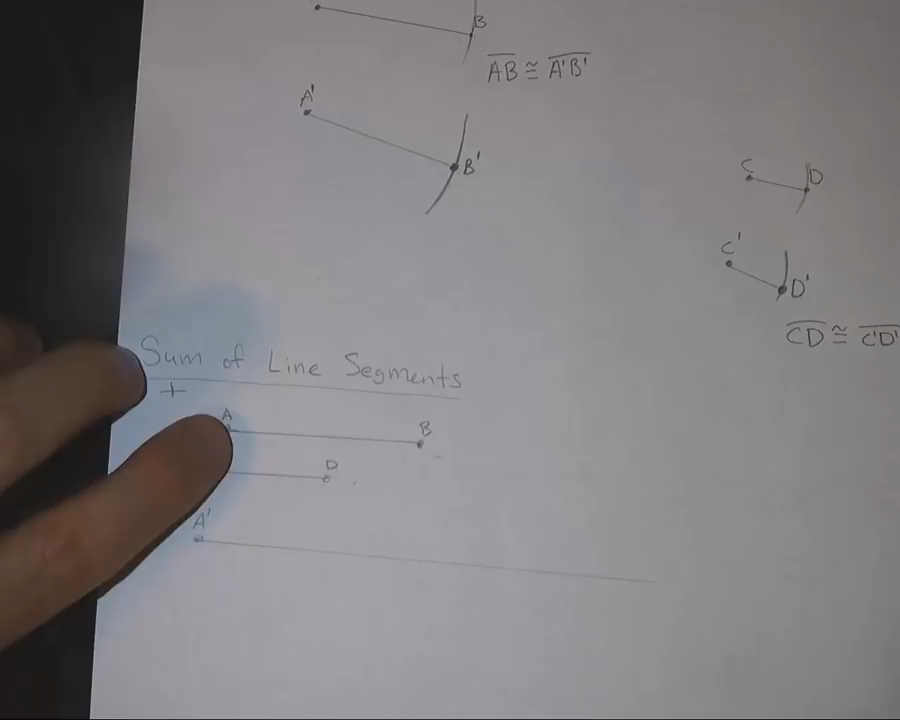 B
AB ≅ A'B'
A'
B'
C
D
C'
D'
CD ≅ C'D'
Sum of Line Segments
+
A
B
D
A'